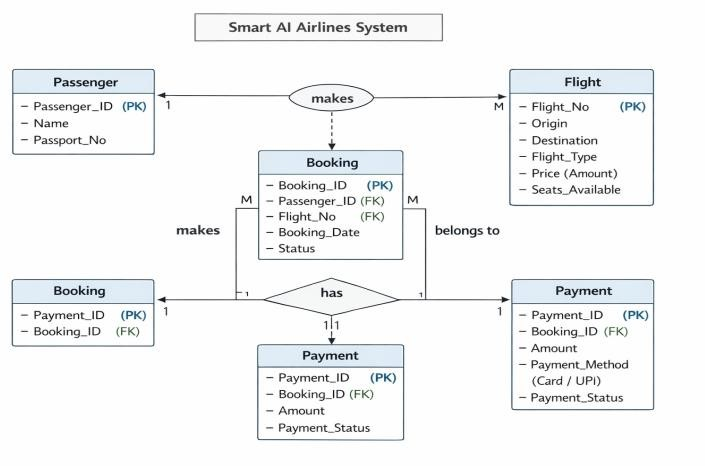 Smart AI Airlines System
Passenger
– Passenger_ID (PK)
– Name
– Passport_No
1
makes
M
Flight
– Flight_No (PK)
– Origin
– Destination
– Flight_Type
– Price (Amount)
– Seats_Available
Booking
– Booking_ID (PK)
– Passenger_ID (FK)
– Flight_No (FK)
– Booking_Date
– Status
M
M
makes
belongs to
Booking
– Payment_ID (PK)
– Booking_ID (FK)
1
1
has
1
1
1 1
Payment
– Payment_ID (PK)
– Booking_ID (FK)
– Amount
– Payment_Status
Payment
– Payment_ID (PK)
– Booking_ID (FK)
– Amount
– Payment_Method
(Card / UPi)
– Payment_Status